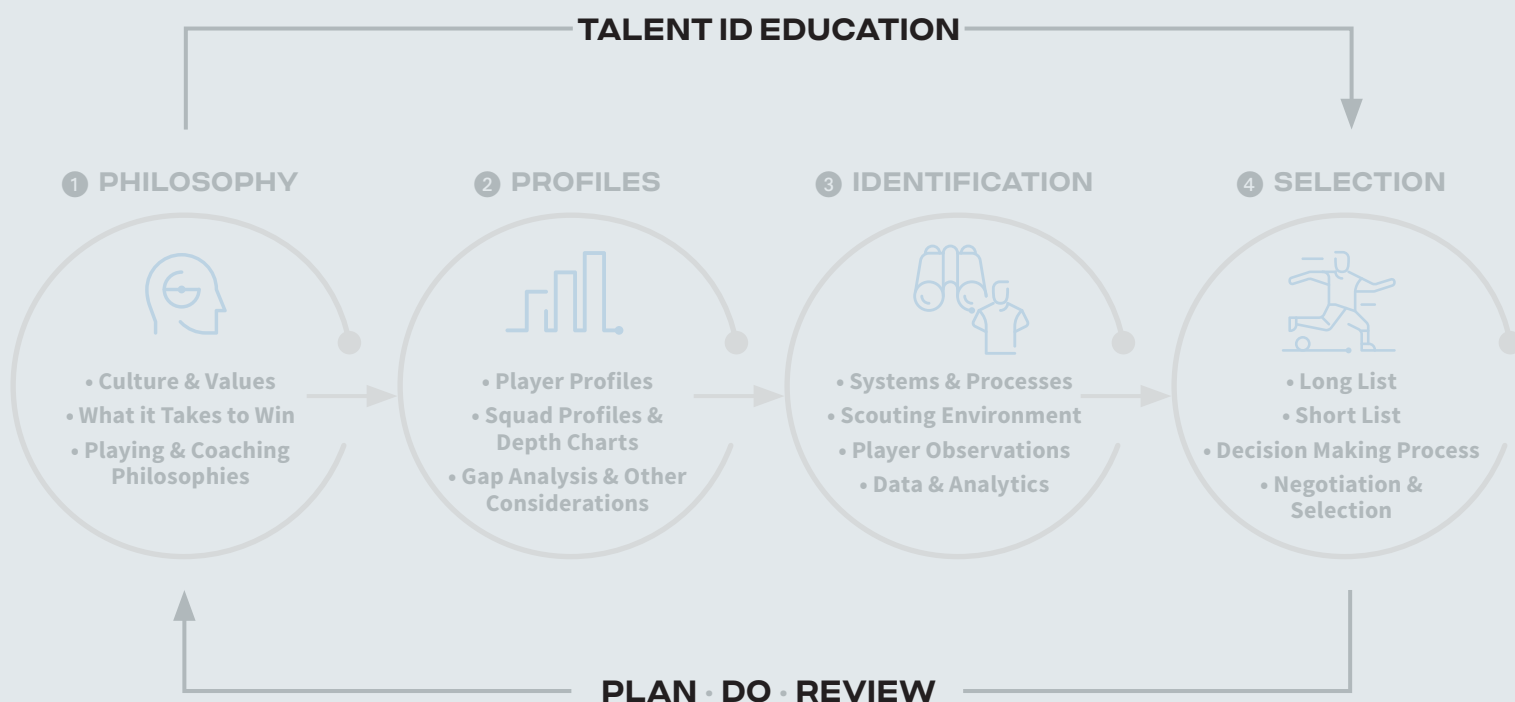 TALENT ID EDUCATION
1 PHILOSOPHY
• Culture & Values
• What it Takes to Win
• Playing & Coaching
Philosophies
2 PROFILES
• Player Profiles
• Squad Profiles &
Depth Charts
• Gap Analysis & Other
Considerations
3 IDENTIFICATION
• Systems & Processes
• Scouting Environment
• Player Observations
• Data & Analytics
4 SELECTION
• Long List
• Short List
• Decision Making Process
• Negotiation &
Selection
PLAN • DO • REVIEW